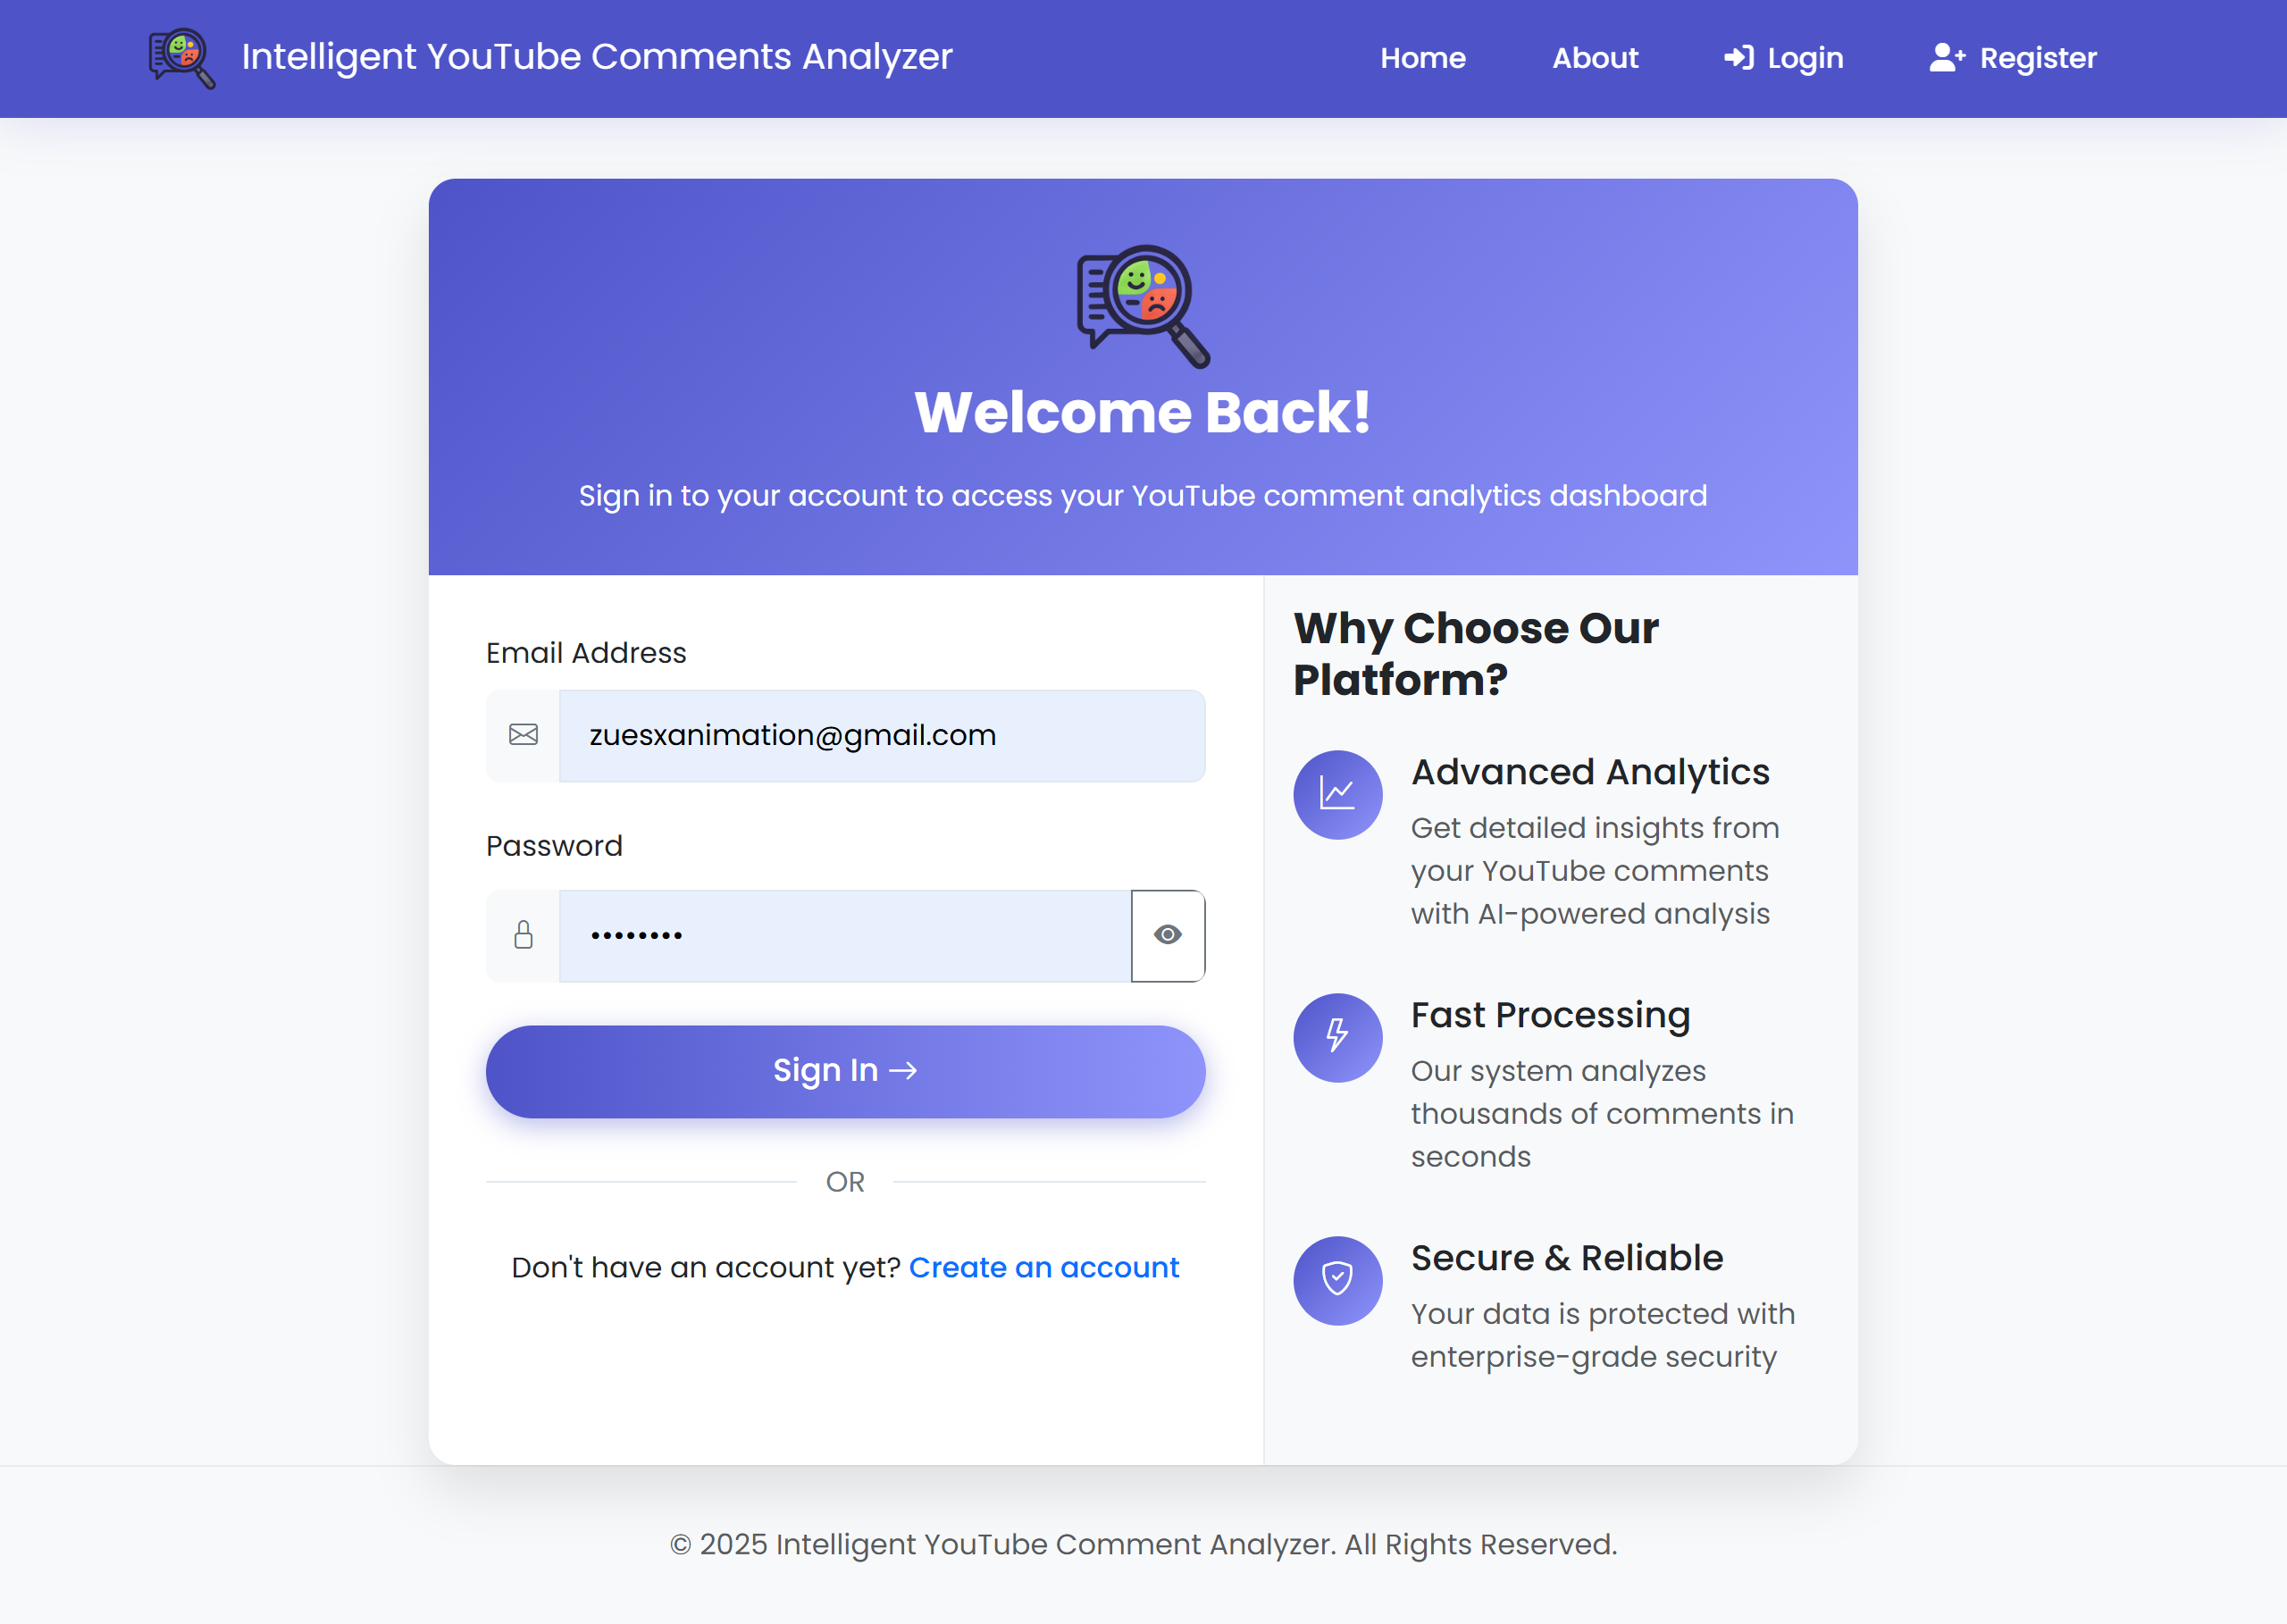 Intelligent YouTube Comments Analyzer
Home
About
Login
Register
Welcome Back!
Sign in to your account to access your YouTube comment analytics dashboard
Email Address
zuesxanimation@gmail.com
Password
••••••••
Sign In →
OR
Don't have an account yet? Create an account
Why Choose Our
Platform?
Advanced Analytics
Get detailed insights from
your YouTube comments
with AI-powered analysis
Fast Processing
Our system analyzes
thousands of comments in
seconds
Secure & Reliable
Your data is protected with
enterprise-grade security
© 2025 Intelligent YouTube Comment Analyzer. All Rights Reserved.